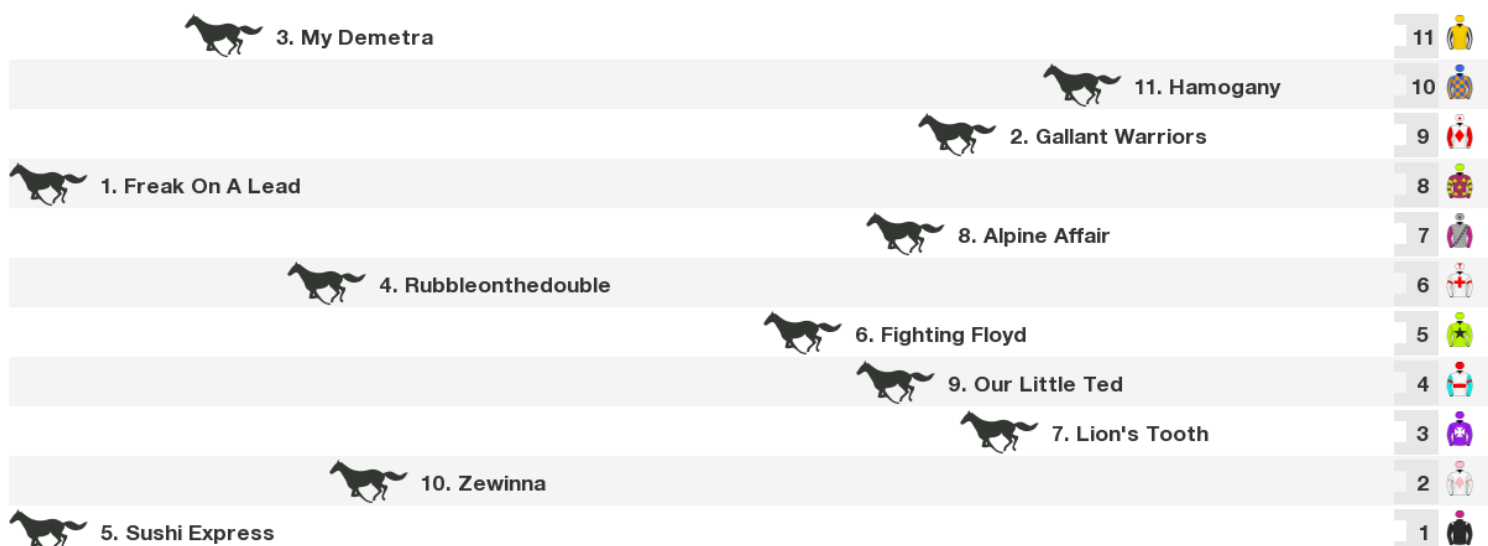 3. My Demetra 11
11. Hamogany 10
2. Gallant Warriors 9
1. Freak On A Lead 8
8. Alpine Affair 7
4. Rubbleonthedouble 6
6. Fighting Floyd 5
9. Our Little Ted 4
7. Lion's Tooth 3
10. Zewinna 2
5. Sushi Express 1